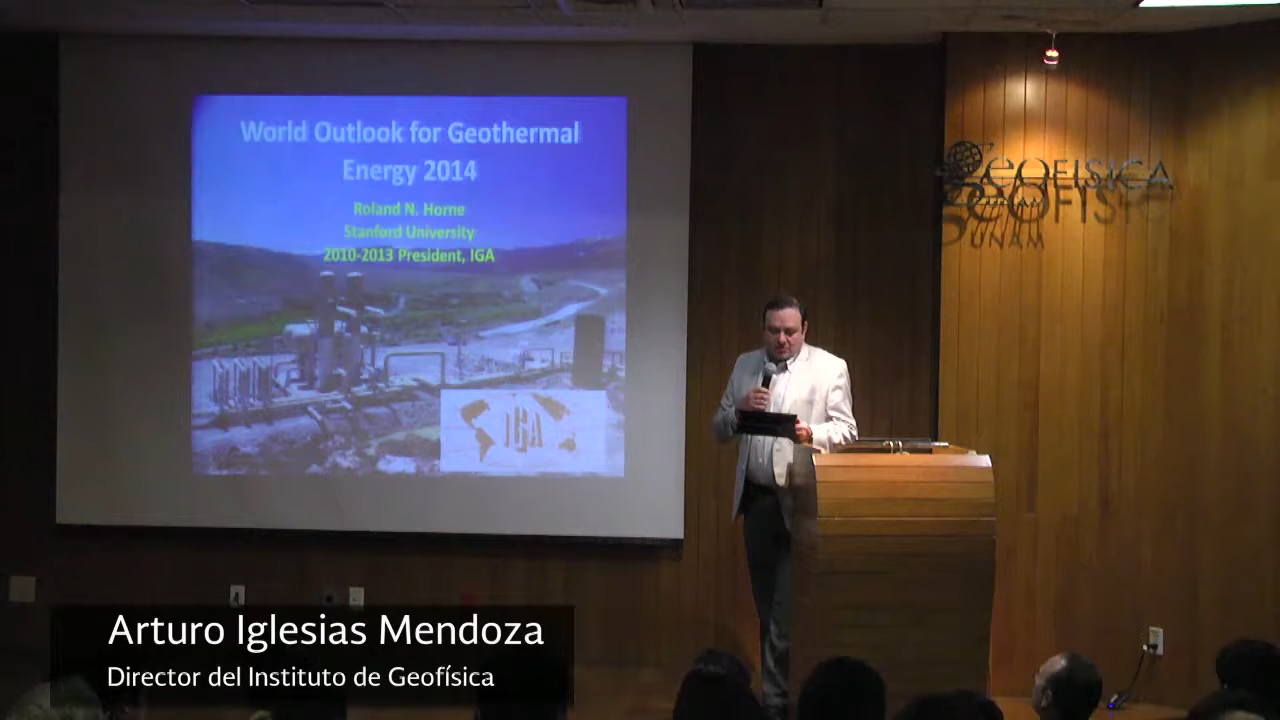 World Outlook for Geothermal
Energy 2014
Roland N. Horne
Stanford University
2010-2013 President, IGA
IGA
GEOFISICA
UNAM
Arturo Iglesias Mendoza
Director del Instituto de Geofísica